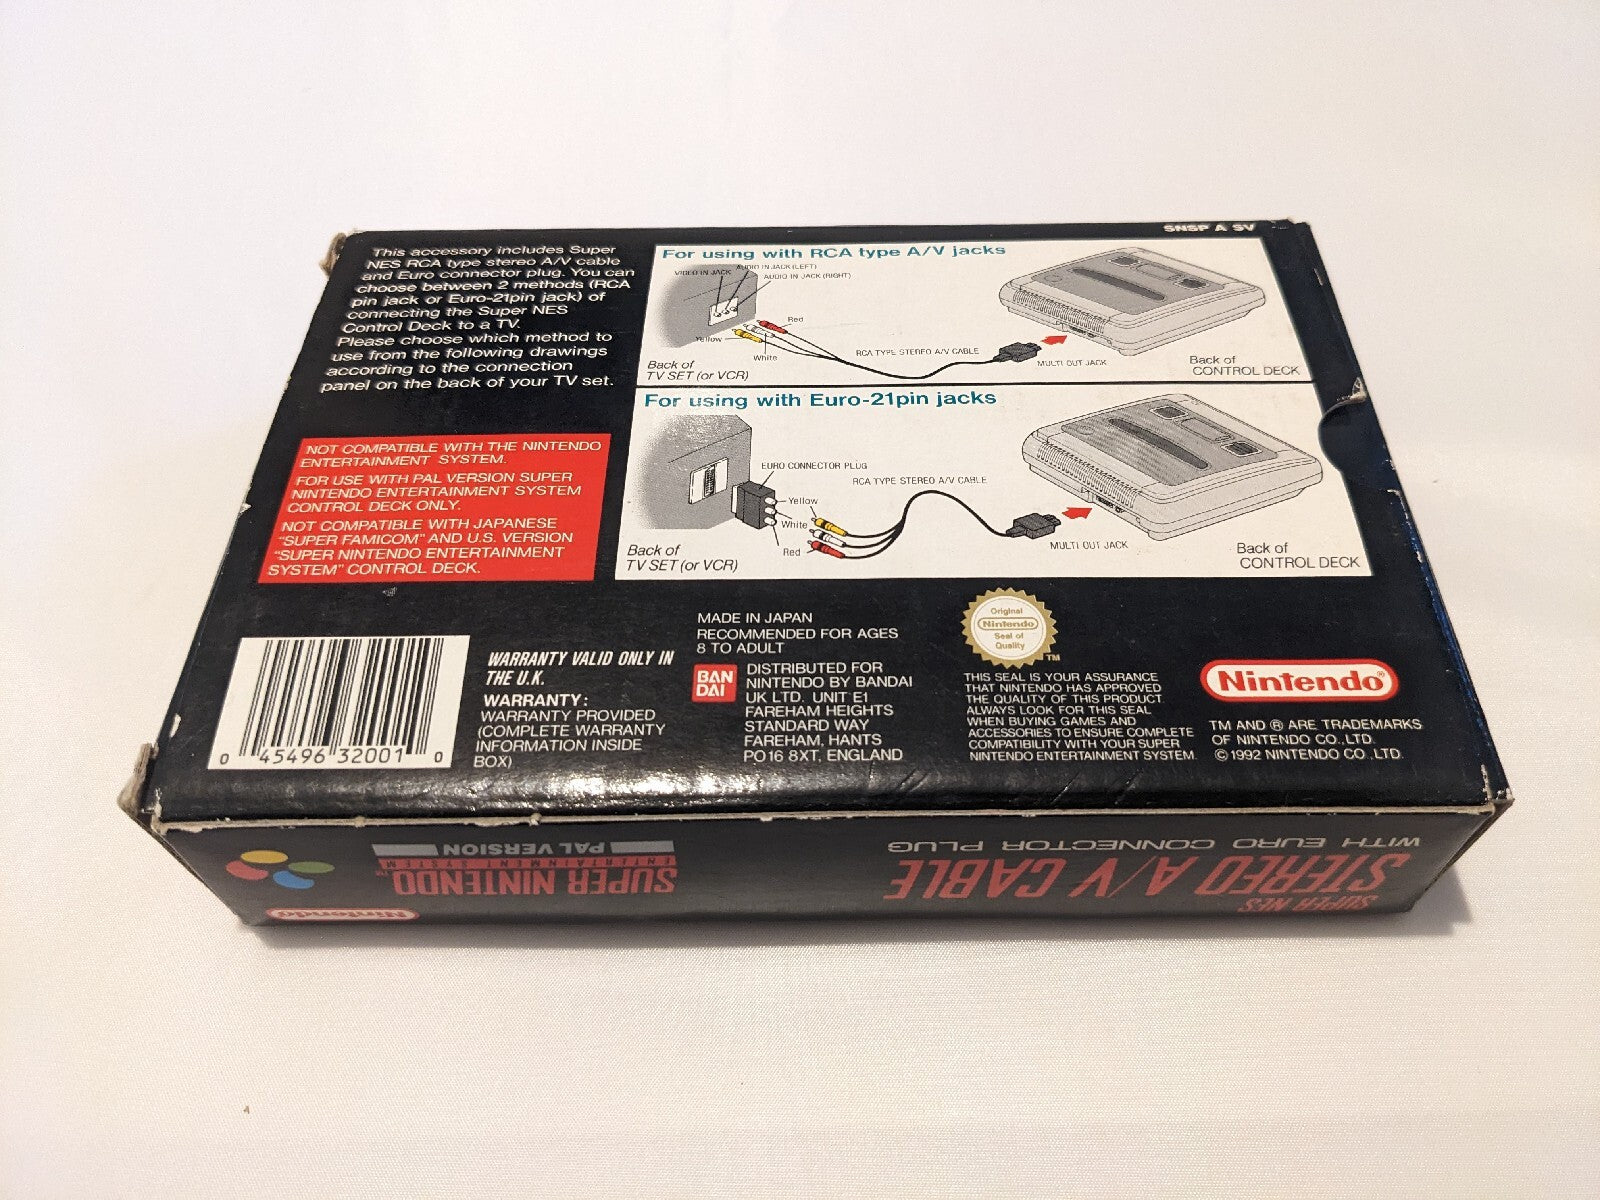 SNSP A SV
This accessory includes Super
NES RCA type stereo A/V cable
and Euro connector plug. You can
choose between 2 methods (RCA
pin jack or Euro-21pin jack) of
connecting the Super NES
Control Deck to a TV.
Please choose which method to
use from the following drawings
according to the connection
panel on the back of your TV set.
NOT COMPATIBLE WITH THE NINTENDO
ENTERTAINMENT SYSTEM.
FOR USE WITH PAL VERSION SUPER
NINTENDO ENTERTAINMENT SYSTEM
CONTROL DECK ONLY.
NOT COMPATIBLE WITH JAPANESE
"SUPER FAMICOM" AND U.S. VERSION
"SUPER NINTENDO ENTERTAINMENT
SYSTEM" CONTROL DECK.
For using with RCA type A/V jacks
AUDIO IN JACK (LEFT)
VIDEO IN JACK
AUDIO IN JACK (RIGHT)
Red
Yellow
White
RCA TYPE STEREO A/V CABLE
MULTI OUT JACK
Back of
TV SET (or VCR)
Back of
CONTROL DECK
For using with Euro-21pin jacks
EURO CONNECTOR PLUG
RCA TYPE STEREO A/V CABLE
Yellow
White
Red
MULTI OUT JACK
Back of
TV SET (or VCR)
Back of
CONTROL DECK
0 45496 32001 0
WARRANTY VALID ONLY IN
THE U.K.
WARRANTY:
WARRANTY PROVIDED
(COMPLETE WARRANTY
INFORMATION INSIDE
BOX)
MADE IN JAPAN
RECOMMENDED FOR AGES
8 TO ADULT
BAN
DAI
DISTRIBUTED FOR
NINTENDO BY BANDAI
UK LTD. UNIT E1
FAREHAM HEIGHTS
STANDARD WAY
FAREHAM, HANTS
PO16 8XT, ENGLAND
Original
Nintendo
Seal of
Quality
TM
THIS SEAL IS YOUR ASSURANCE
THAT NINTENDO HAS APPROVED
THE QUALITY OF THIS PRODUCT.
ALWAYS LOOK FOR THIS SEAL
WHEN BUYING GAMES AND
ACCESSORIES TO ENSURE COMPLETE
COMPATIBILITY WITH YOUR SUPER
NINTENDO ENTERTAINMENT SYSTEM.
Nintendo®
TM AND ® ARE TRADEMARKS
OF NINTENDO CO., LTD.
© 1992 NINTENDO CO., LTD.
SUPER NES
STEREO A/V CABLE
WITH EURO CONNECTOR PLUG
Nintendo
SUPER NINTENDO TM
ENTERTAINMENT SYSTEM
PAL VERSION